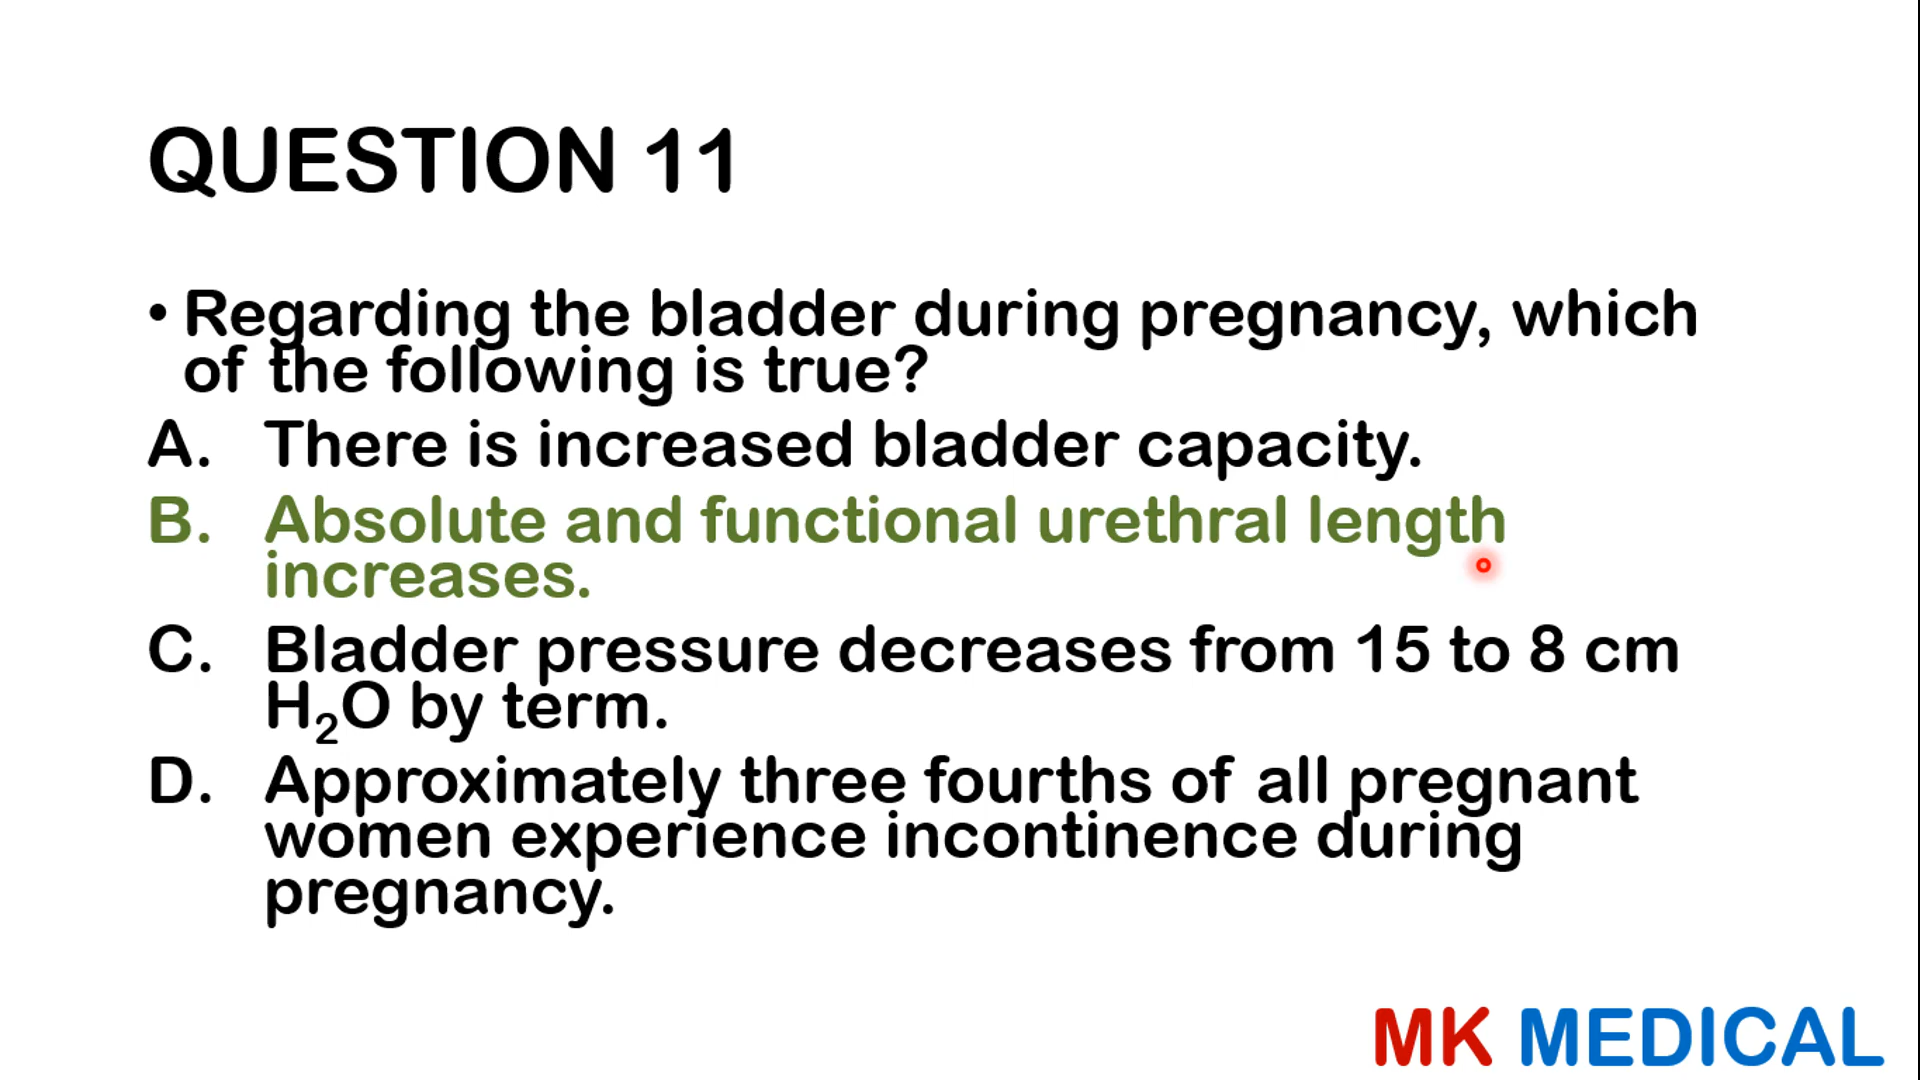 QUESTION 11
• Regarding the bladder during pregnancy, which
of the following is true?
A. There is increased bladder capacity.
B. Absolute and functional urethral length
increases.
C. Bladder pressure decreases from 15 to 8 cm
H₂O by term.
D. Approximately three fourths of all pregnant
women experience incontinence during
pregnancy.
MK MEDICAL